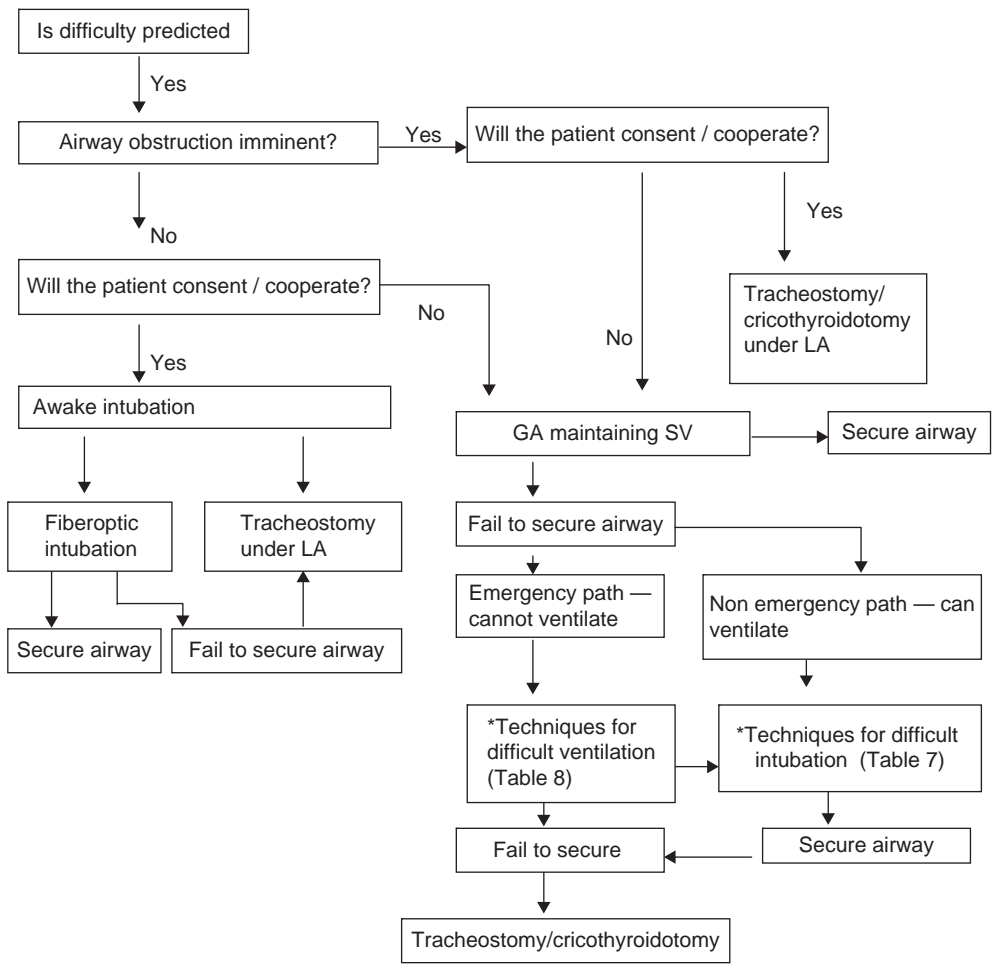 Is difficulty predicted
Yes
Airway obstruction imminent?
Yes
Will the patient consent / cooperate?
No
Yes
Will the patient consent / cooperate?
No
Tracheostomy/
cricothyroidotomy
under LA
No
Yes
Awake intubation
GA maintaining SV
Secure airway
Fiberoptic
intubation
Tracheostomy
under LA
Fail to secure airway
Emergency path —
cannot ventilate
Non emergency path — can
ventilate
Secure airway
Fail to secure airway
*Techniques for
difficult ventilation
(Table 8)
*Techniques for difficult
intubation (Table 7)
Fail to secure
Secure airway
Tracheostomy/cricothyroidotomy